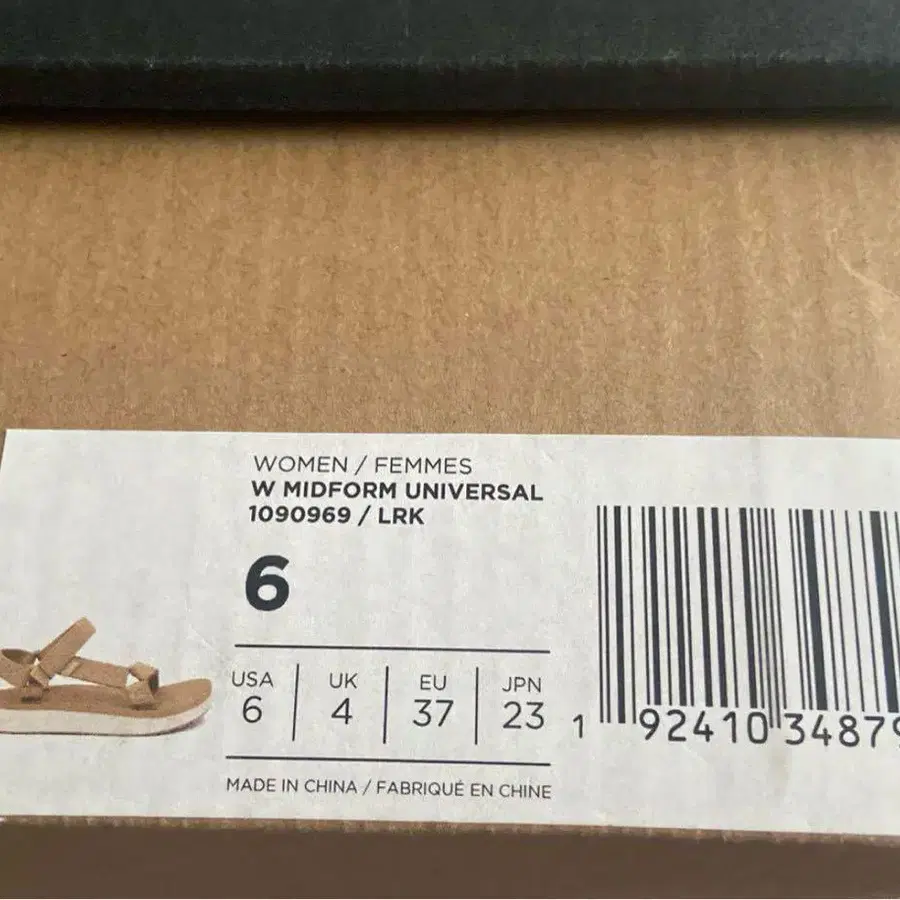 WOMEN / FEMMES
W MIDFORM UNIVERSAL
1090969 / LRK
6
USA UK EU JPN
6 4 37 23
1 92410 34879
MADE IN CHINA / FABRIQUÉ EN CHINE